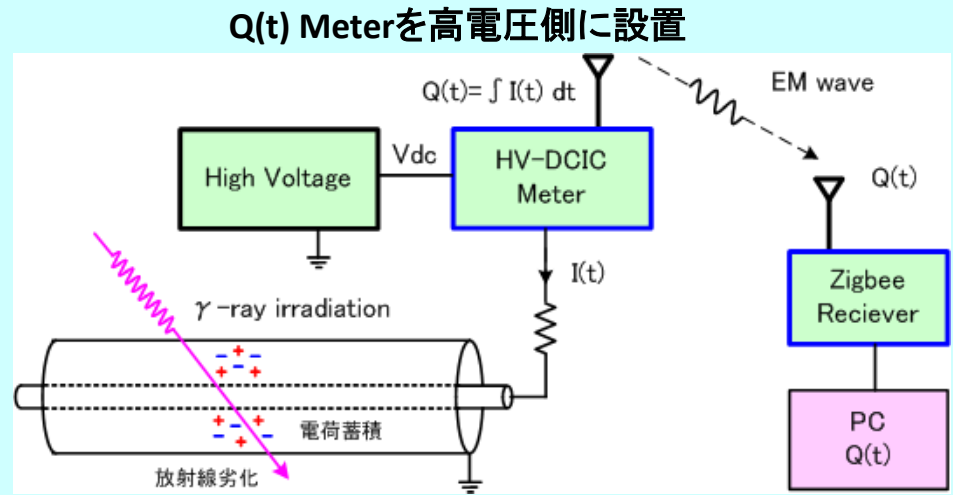 Q(t) Meterを高電圧側に設置
Q(t)=∫I(t) dt
EM wave
High Voltage
Vdc
HV-DCIC
Meter
Q(t)
I(t)
Zigbee
Reciever
γ-ray irradiation
- + -
+ - +
+ - +
- + -
電荷蓄積
放射線劣化
PC
Q(t)